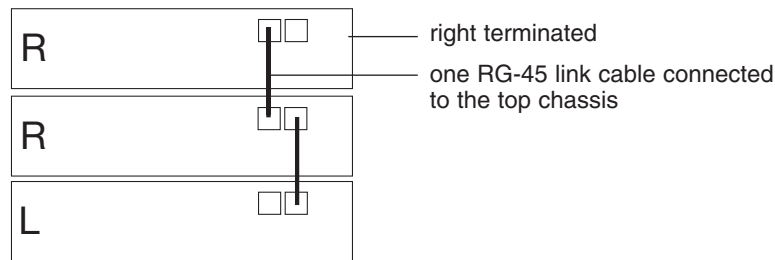 R
right terminated
one RG-45 link cable connected
to the top chassis
R
L